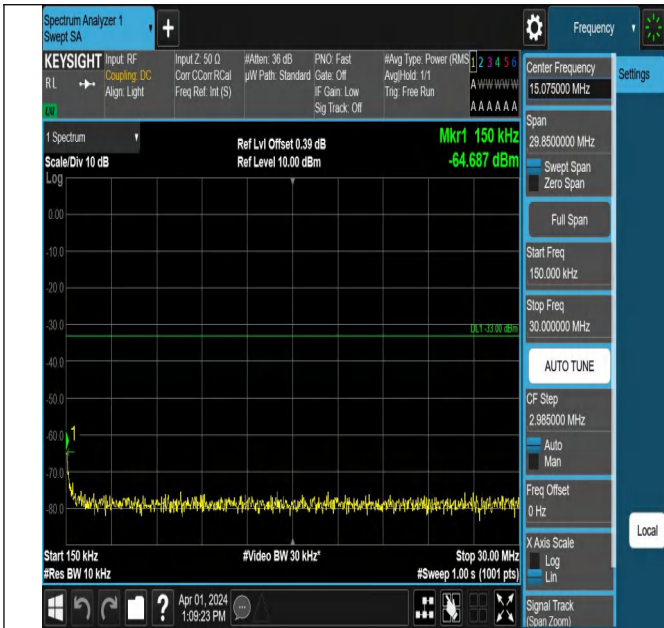 Spectrum Analyzer 1
Swept SA
+
Frequency
KEYSIGHT
RL
LXI
Input: RF
Coupling: DC
Align: Light
Input Z: 50 Ω
Corr CCorr RCal
Freq Ref: Int (S)
#Atten: 36 dB
µW Path: Standard
PNO: Fast
Gate: Off
IF Gain: Low
Sig Track: Off
#Avg Type: Power (RMS
Avg|Hold: 1/1
Trig: Free Run
1 2 3 4 5 6
A W W W W W
A A A A A A
1 Spectrum
Scale/Div 10 dB
Log
Ref Lvl Offset 0.39 dB
Ref Level 10.00 dBm
Mkr1 150 kHz
-64.687 dBm
0.00
-10.0
-20.0
-30.0
-40.0
-50.0
-60.0
-70.0
-80.0
DL1 -33.00 dBm
1
Start 150 kHz
#Res BW 10 kHz
#Video BW 30 kHz*
Stop 30.00 MHz
#Sweep 1.00 s (1001 pts)
Apr 01, 2024
1:09:23 PM
Center Frequency
15.075000 MHz
Settings
Span
29.8500000 MHz
Swept Span
Zero Span
Full Span
Start Freq
150.000 kHz
Stop Freq
30.000000 MHz
AUTO TUNE
CF Step
2.985000 MHz
Auto
Man
Freq Offset
0 Hz
X Axis Scale
Log
Lin
Local
Signal Track
(Span Zoom)